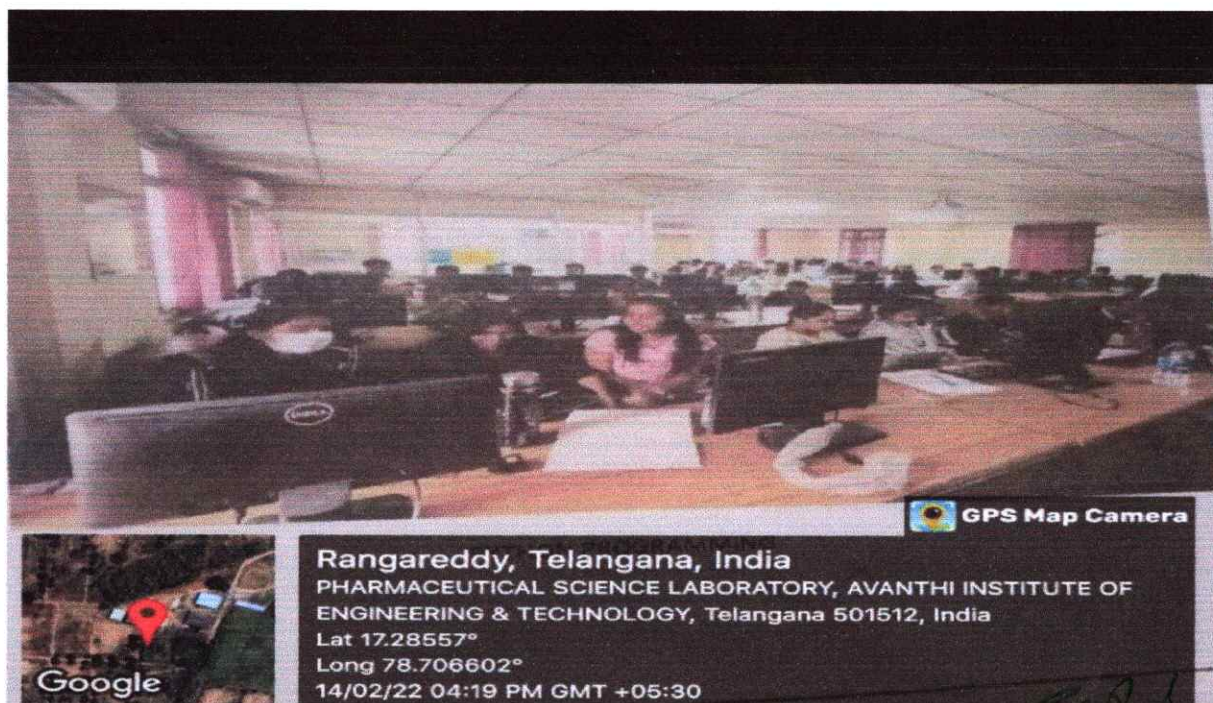 GPS Map Camera
Rangareddy, Telangana, India
PHARMACEUTICAL SCIENCE LABORATORY, AVANTHI INSTITUTE OF
ENGINEERING & TECHNOLOGY, Telangana 501512, India
Lat 17.28557°
Long 78.706602°
14/02/22 04:19 PM GMT +05:30
Google